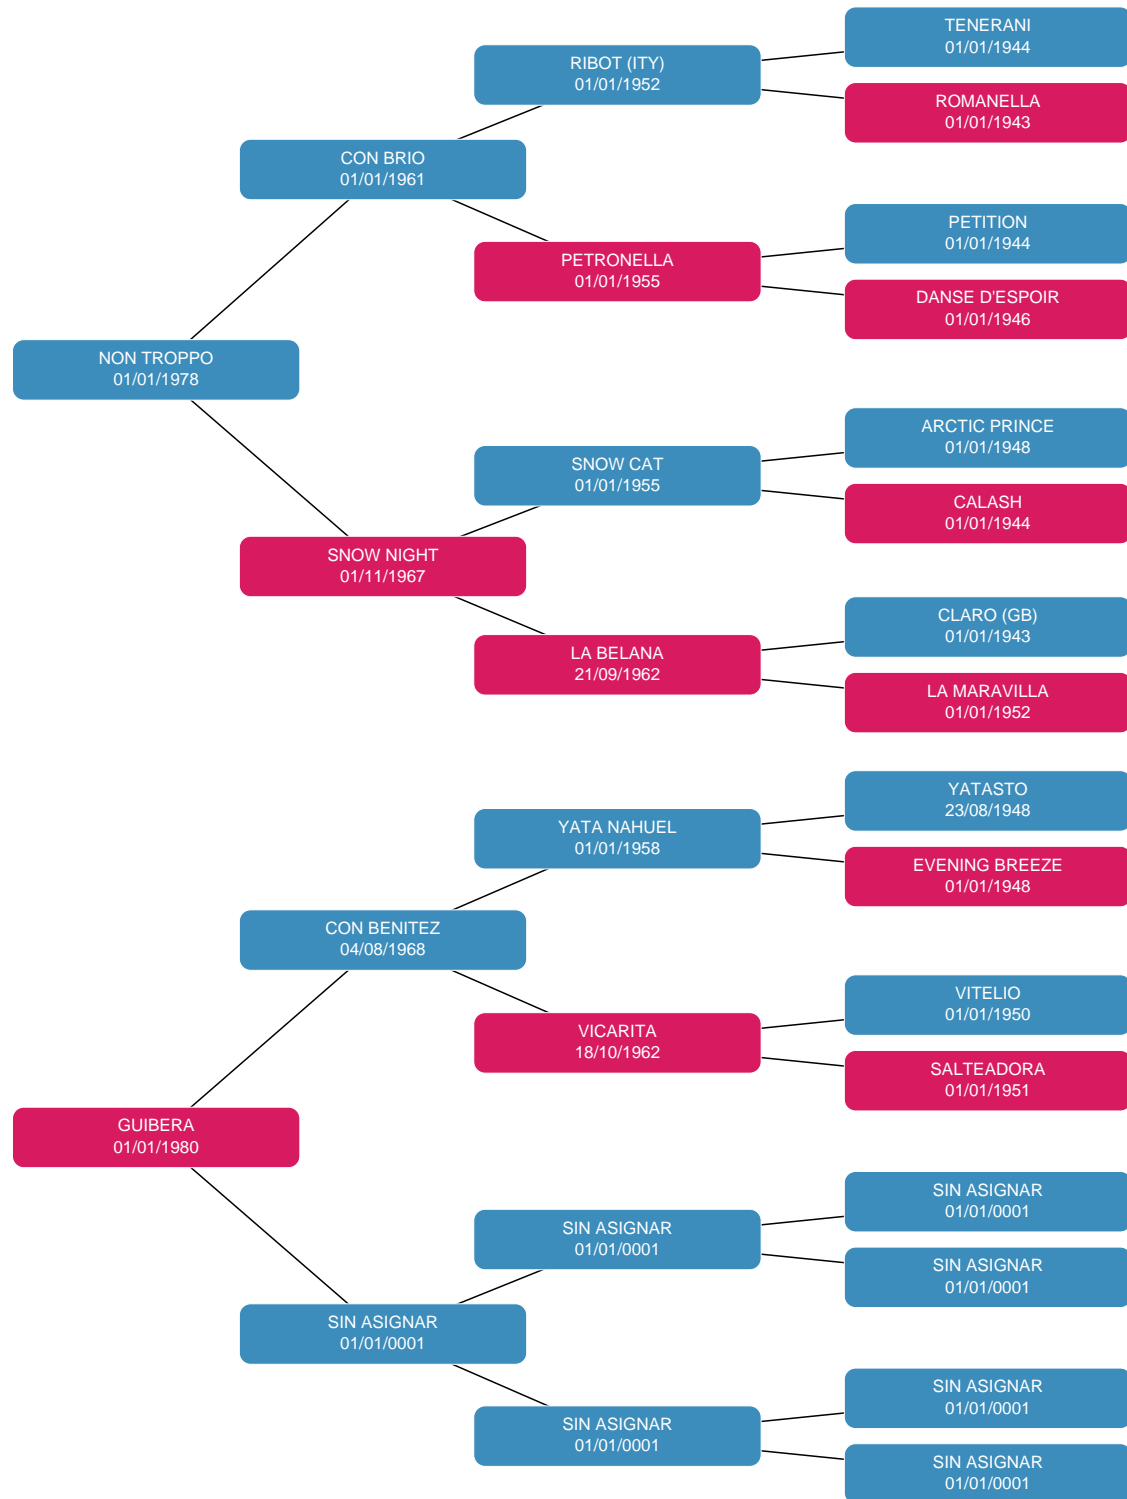 TENERANI
01/01/1944
RIBOT (ITY)
01/01/1952
ROMANELLA
01/01/1943
CON BRIO
01/01/1961
PETITION
01/01/1944
PETRONELLA
01/01/1955
DANSE D'ESPOIR
01/01/1946
NON TROPPO
01/01/1978
ARCTIC PRINCE
01/01/1948
SNOW CAT
01/01/1955
CALASH
01/01/1944
SNOW NIGHT
01/11/1967
CLARO (GB)
01/01/1943
LA BELANA
21/09/1962
LA MARAVILLA
01/01/1952
YATASTO
23/08/1948
YATA NAHUEL
01/01/1958
EVENING BREEZE
01/01/1948
CON BENITEZ
04/08/1968
VITELIO
01/01/1950
VICARITA
18/10/1962
SALTEADORA
01/01/1951
GUIBERA
01/01/1980
SIN ASIGNAR
01/01/0001
SIN ASIGNAR
01/01/0001
SIN ASIGNAR
01/01/0001
SIN ASIGNAR
01/01/0001
SIN ASIGNAR
01/01/0001
SIN ASIGNAR
01/01/0001
SIN ASIGNAR
01/01/0001